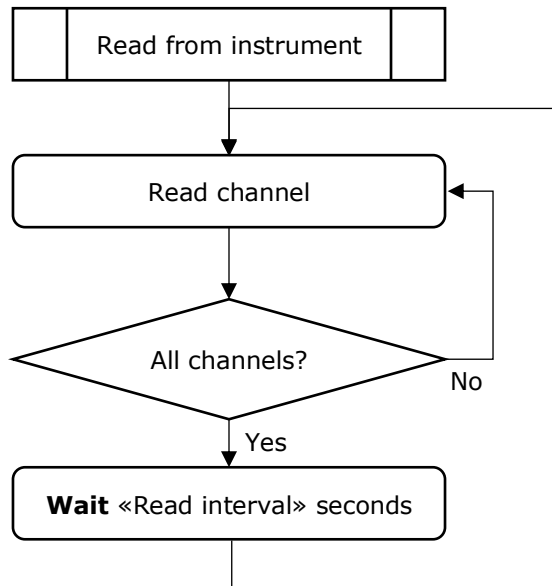 Read from instrument
Read channel
All channels?
No
Yes
Wait «Read interval» seconds